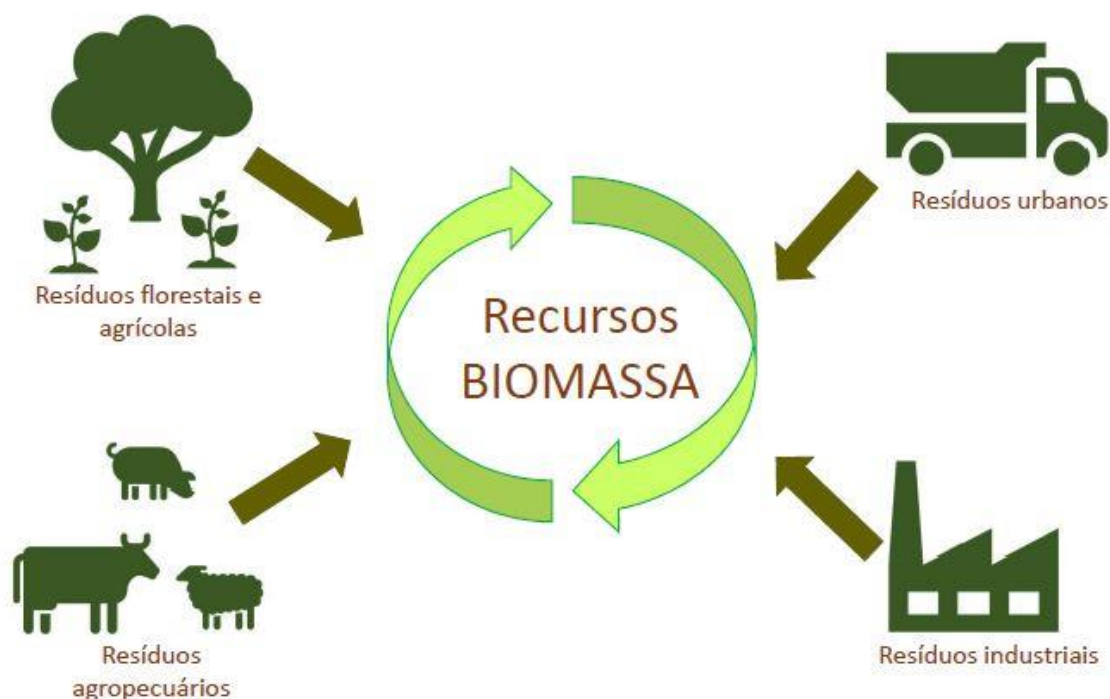 Resíduos florestais e
agrícolas
Resíduos urbanos
Recursos
BIOMASSA
Resíduos
agropecuários
Resíduos industriais